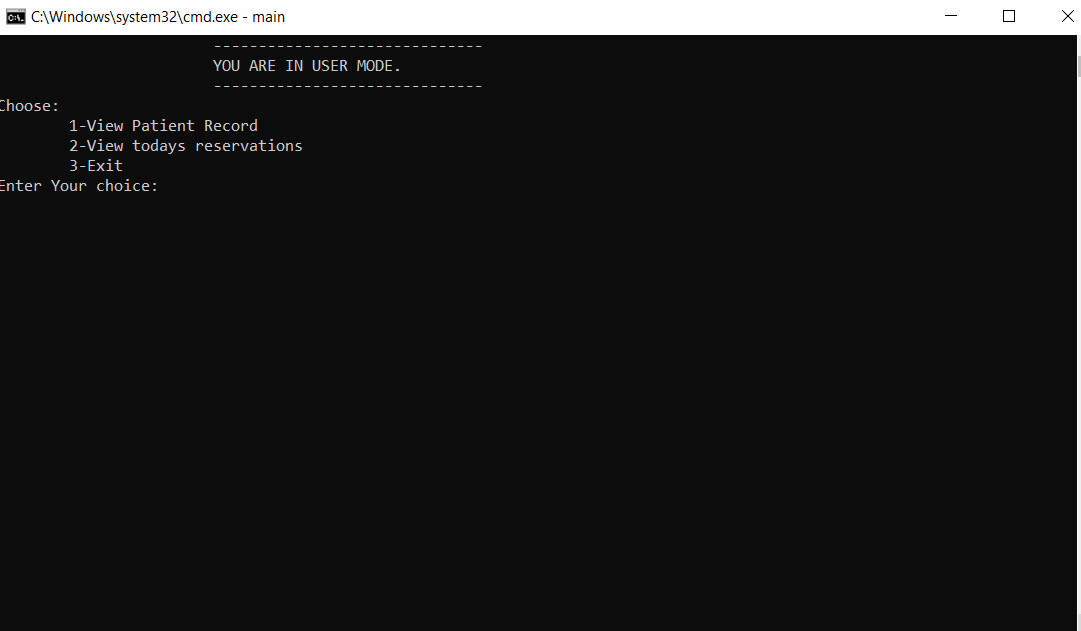 C:\Windows\system32\cmd.exe - main
------------------------------
YOU ARE IN USER MODE.
------------------------------
Choose:
1-View Patient Record
2-View todays reservations
3-Exit
Enter Your choice: